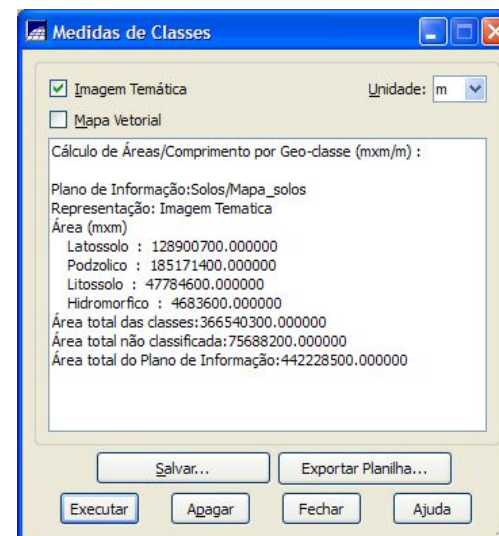 Medidas de Classes
Imagem Temática Unidade: m
Mapa Vetorial
Cálculo de Áreas/Comprimento por Geo-classe (mxm/m) :
Plano de Informação:Solos/Mapa_solos
Representação: Imagem Tematica
Área (mxm)
Latossolo : 128900700.000000
Podzolico : 185171400.000000
Litossolo : 47784600.000000
Hidromorfico : 4683600.000000
Área total das classes:366540300.000000
Área total não classificada:75688200.000000
Área total do Plano de Informação:442228500.000000
Salvar... Exportar Planilha...
Executar Apagar Fechar Ajuda